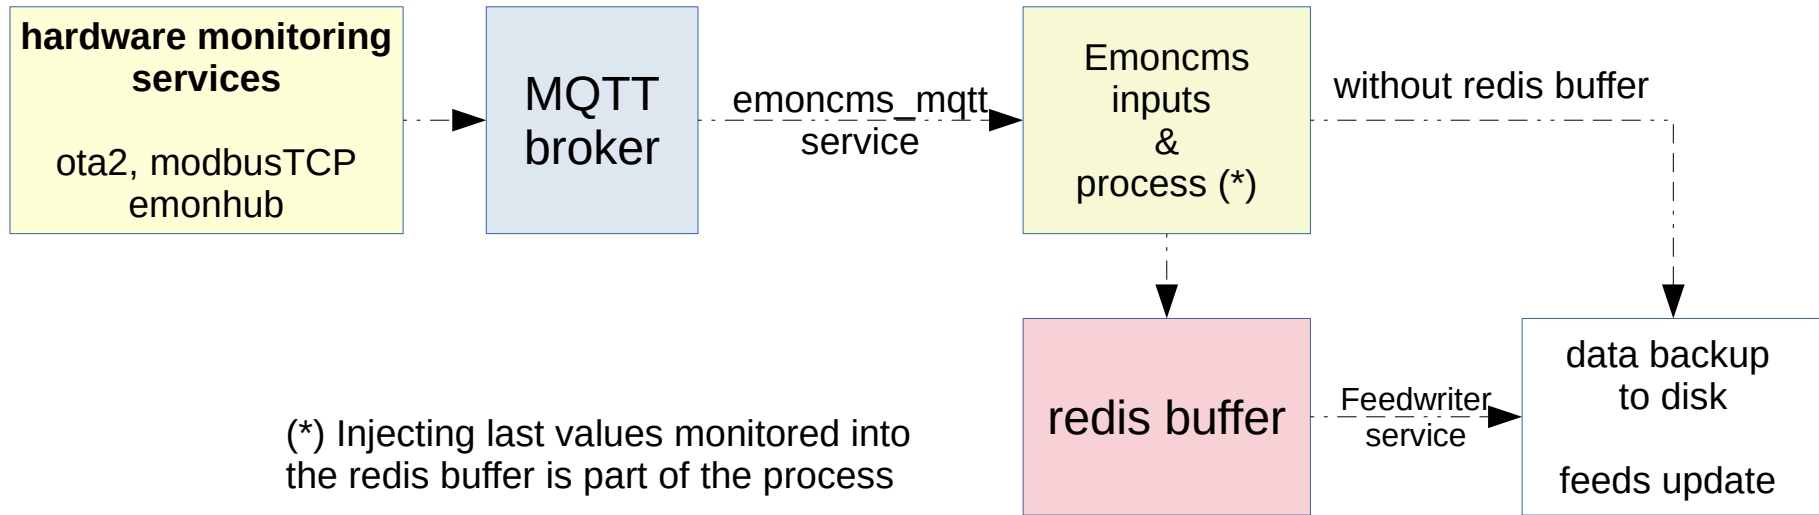 hardware monitoring
services
ota2, modbusTCP
emonhub
MQTT
broker
emoncms_mqtt
service
Emoncms
inputs
&
process (*)
without redis buffer
redis buffer
Feedwriter
service
data backup
to disk
feeds update
(*) Injecting last values monitored into
the redis buffer is part of the process